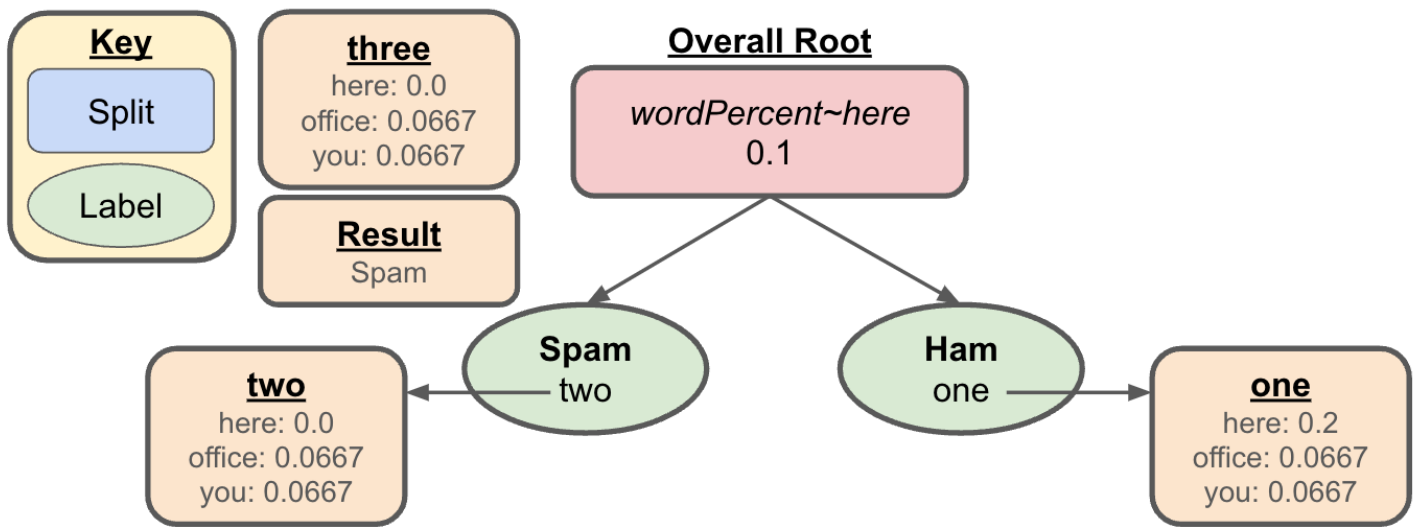 Key
Split
Label
three
here: 0.0
office: 0.0667
you: 0.0667
Result
Spam
Overall Root
wordPercent~here
0.1
Spam
two
Ham
one
two
here: 0.0
office: 0.0667
you: 0.0667
one
here: 0.2
office: 0.0667
you: 0.0667